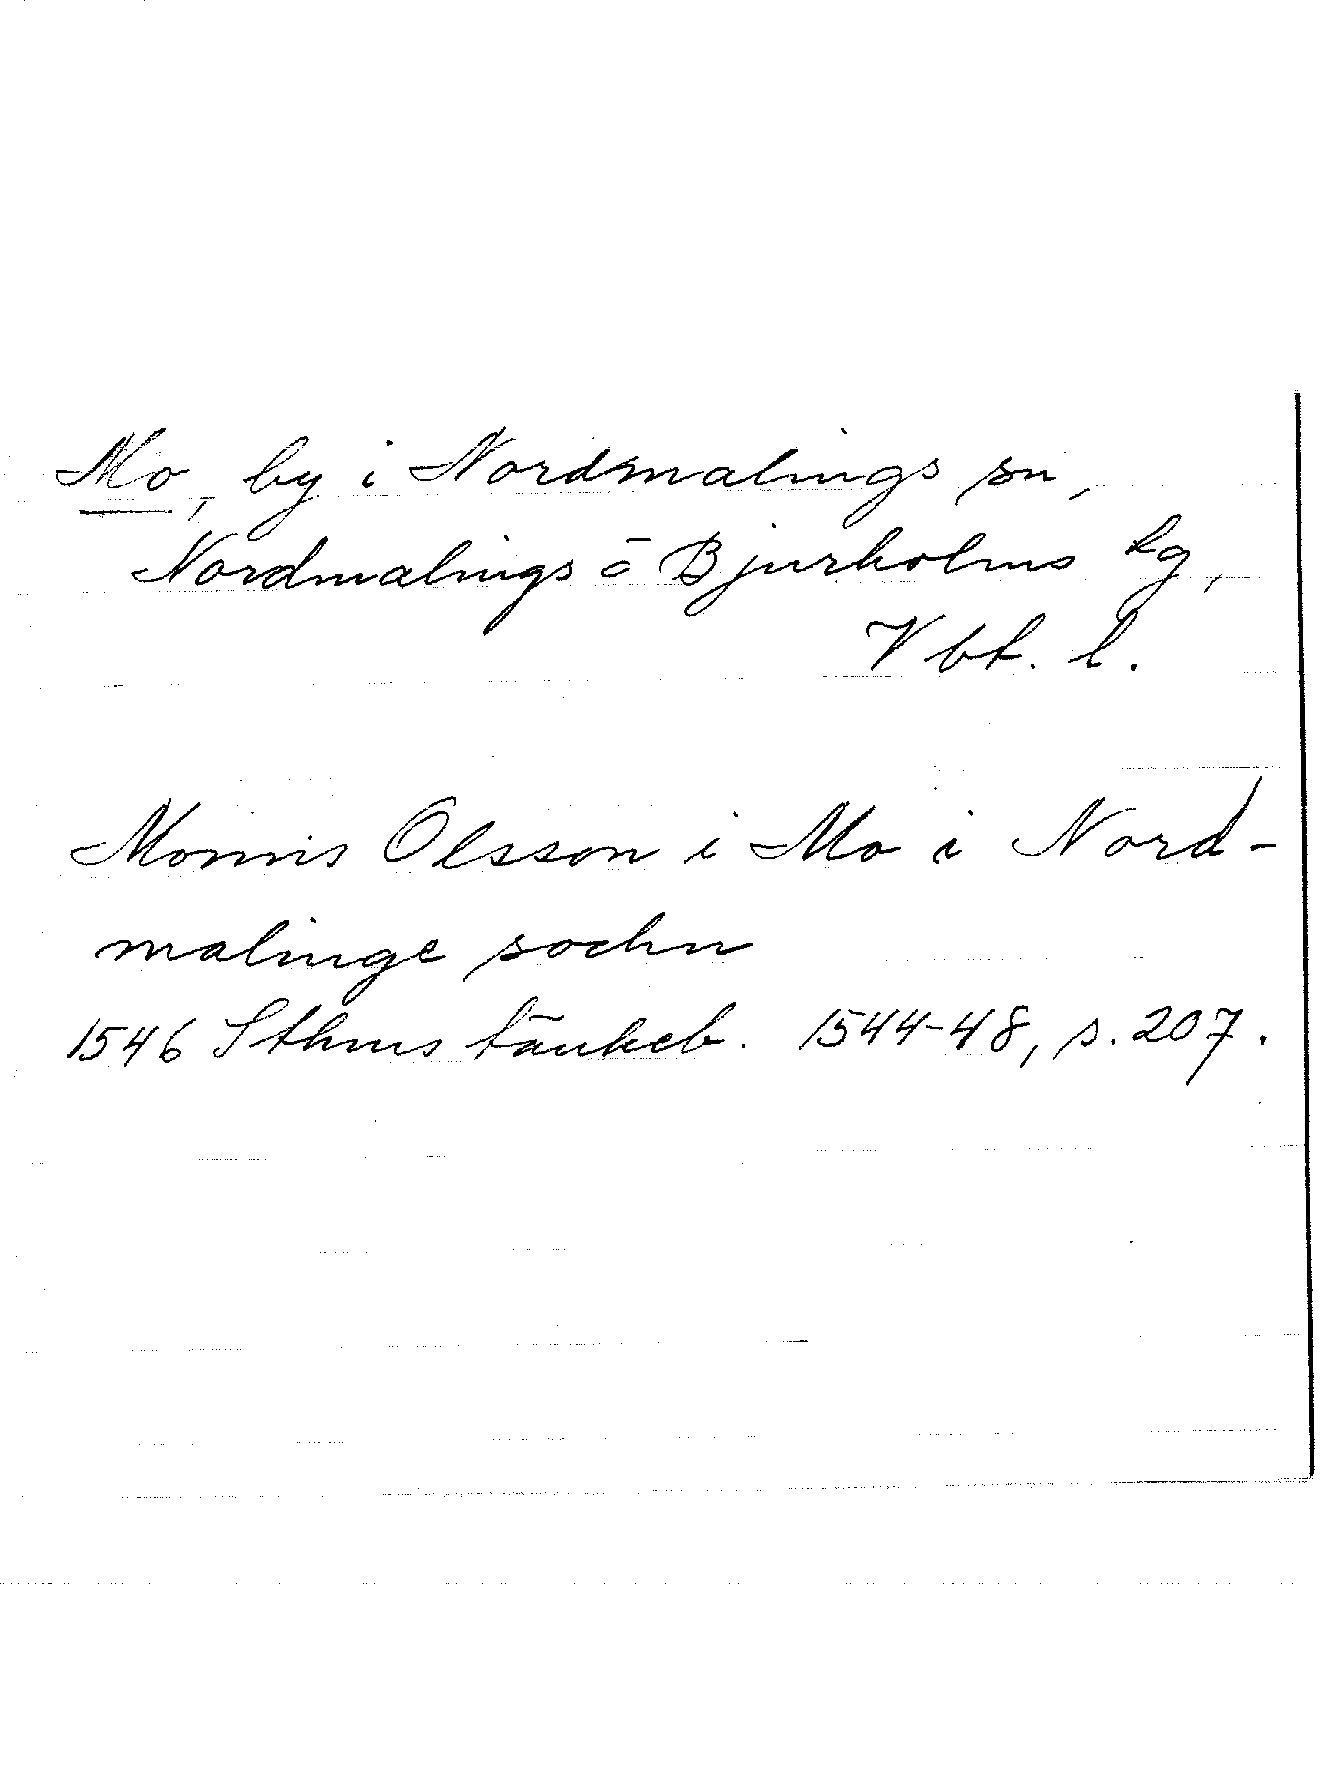 Mo, by i Nordmalings sn,
Nordmalings o Bjurholms tg,
Vbt. l.
Monns Olsson i Mo i Nord-
malinge sochn
1546 Sthms tänkeb. 1544-48, s. 207.